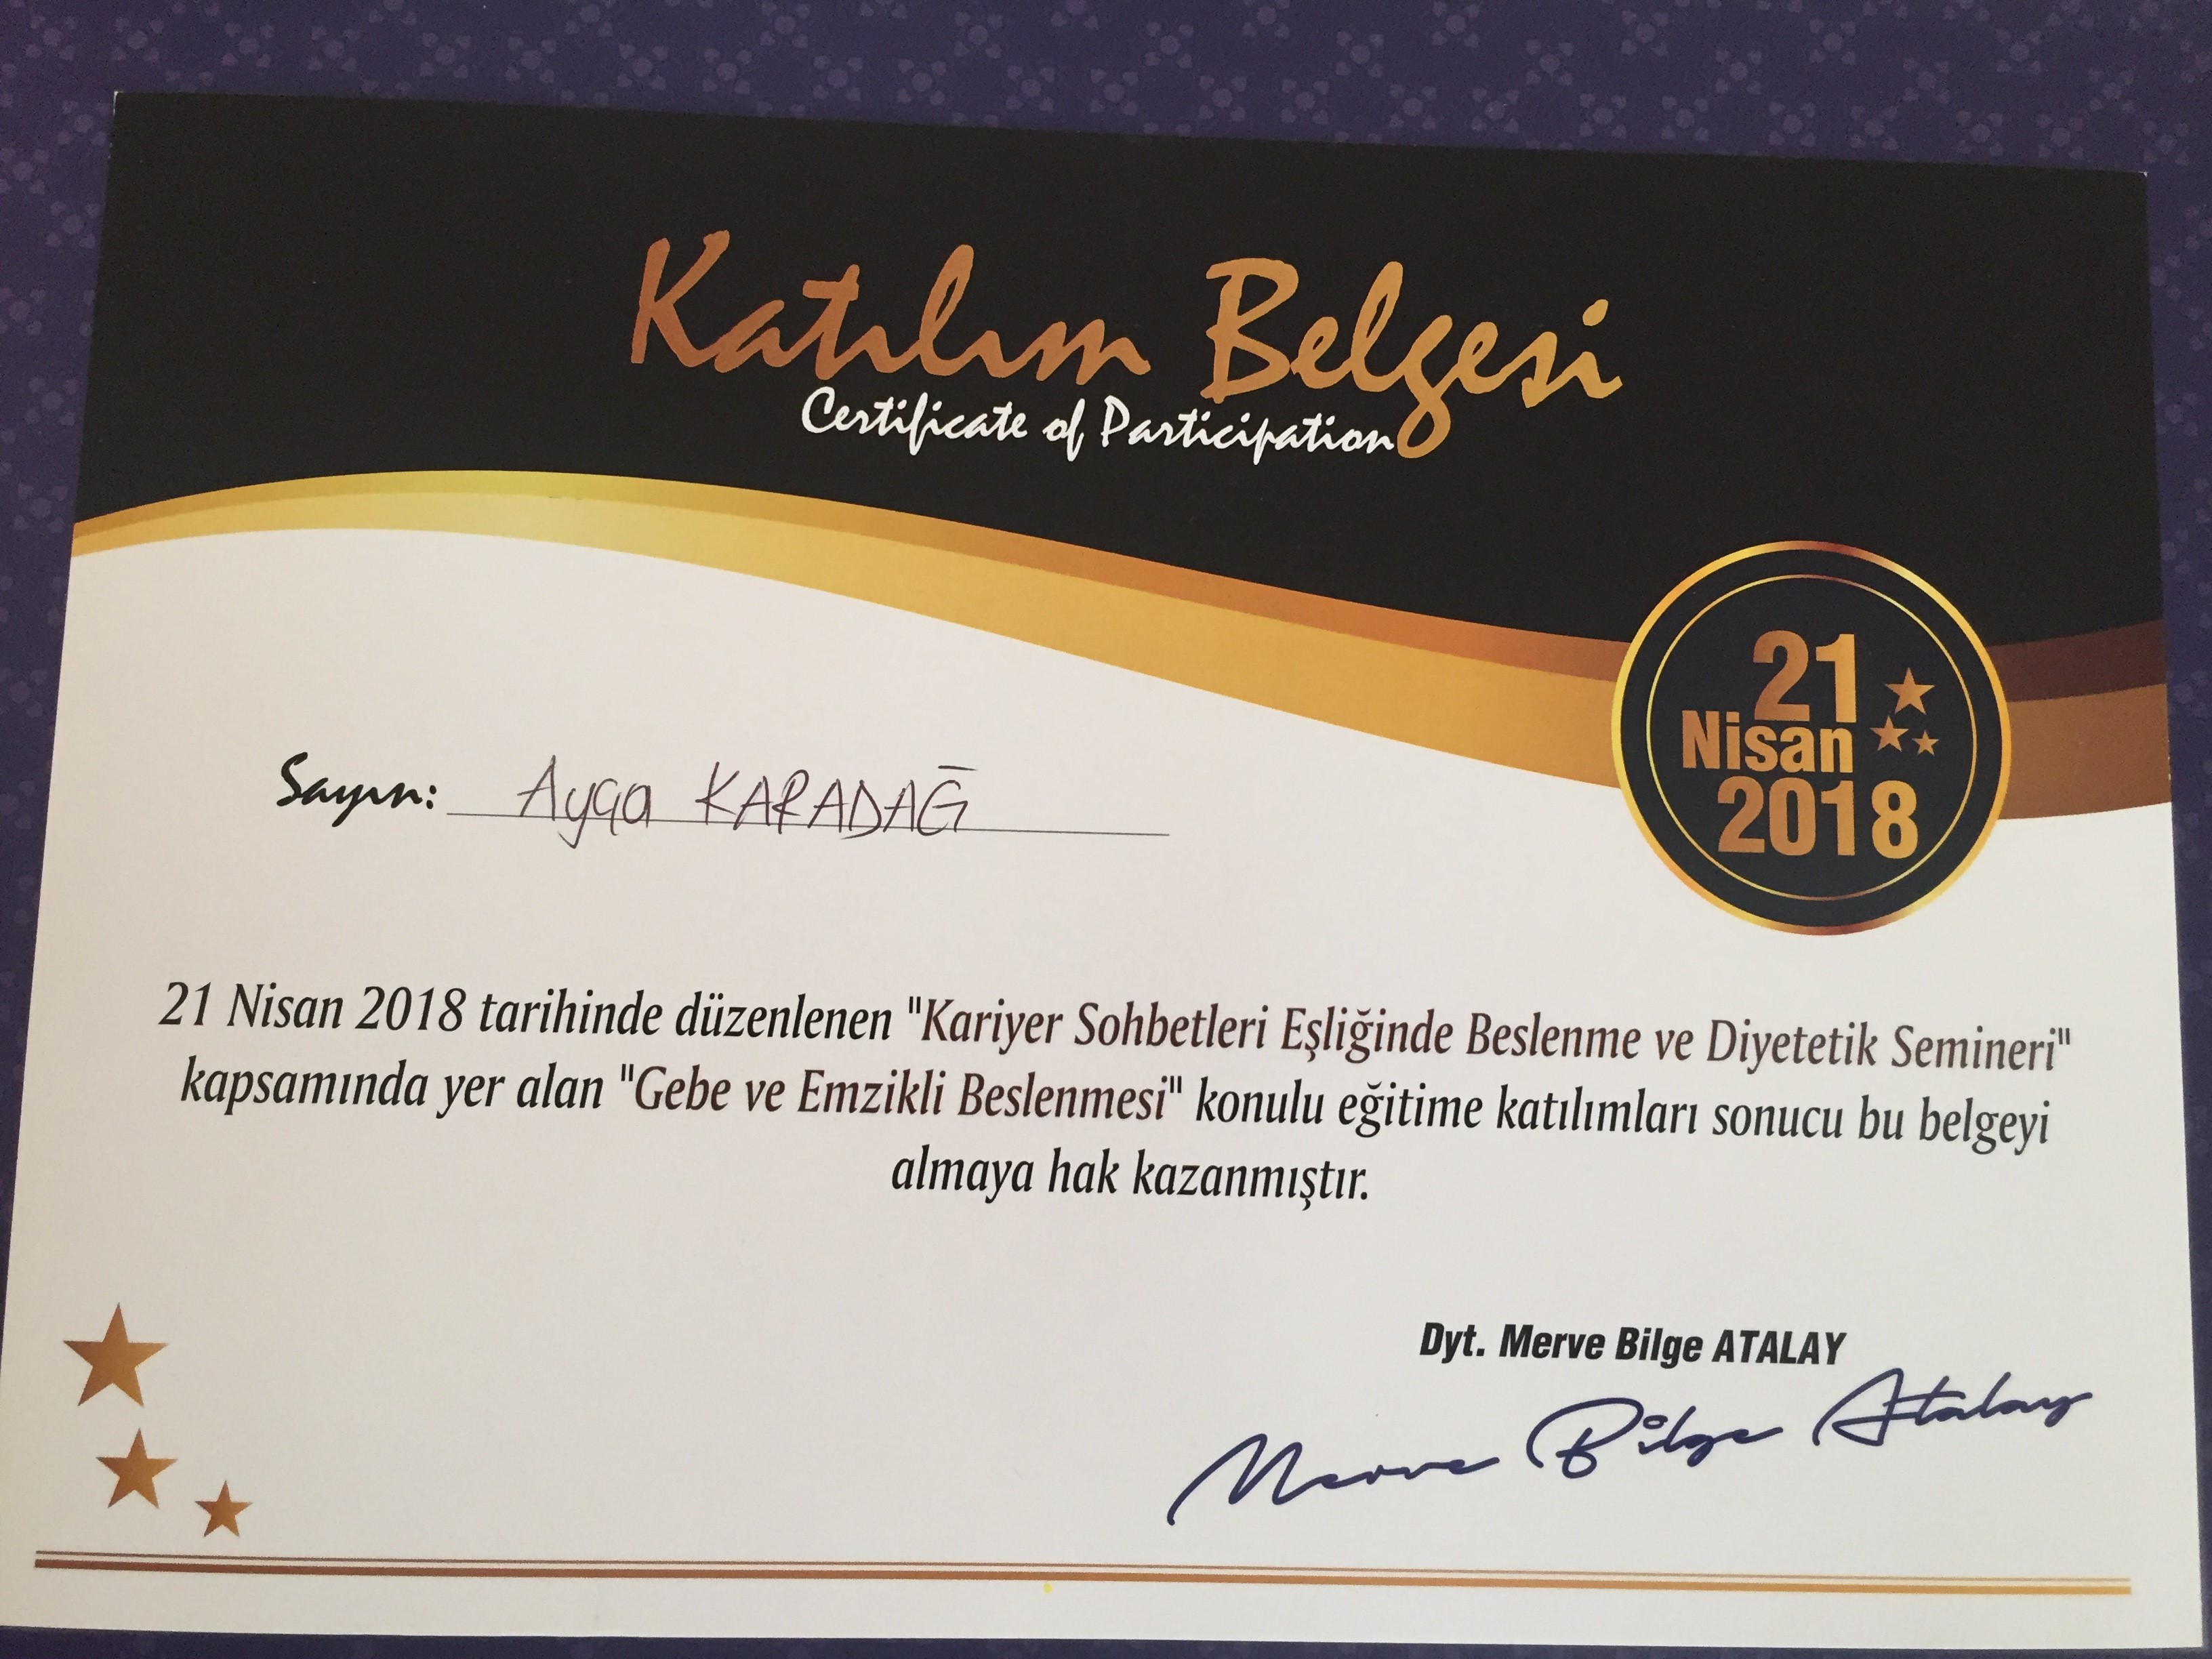 Katılım Belgesi
Certificate of Participation
21
Nisan
2018
Sayın: Ayça KARADAĞ
21 Nisan 2018 tarihinde düzenlenen "Kariyer Sohbetleri Eşliğinde Beslenme ve Diyetetik Semineri"
kapsamında yer alan "Gebe ve Emzikli Beslenmesi" konulu eğitime katılımları sonucu bu belgeyi
almaya hak kazanmıştır.
Dyt. Merve Bilge ATALAY
Merve Bilge Atalay